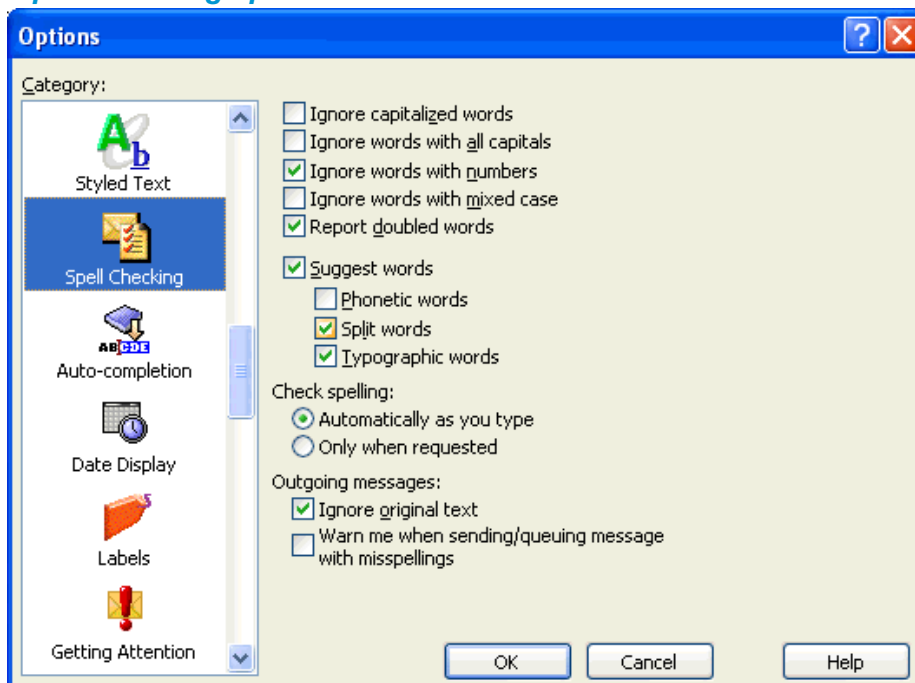 Options
Category:
Styled Text
Spell Checking
ABCDE
Auto-completion
Date Display
Labels
Getting Attention
Ignore capitalized words
Ignore words with all capitals
Ignore words with numbers
Ignore words with mixed case
Report doubled words
Suggest words
Phonetic words
Split words
Typographic words
Check spelling:
Automatically as you type
Only when requested
Outgoing messages:
Ignore original text
Warn me when sending/queuing message
with misspellings
OK
Cancel
Help